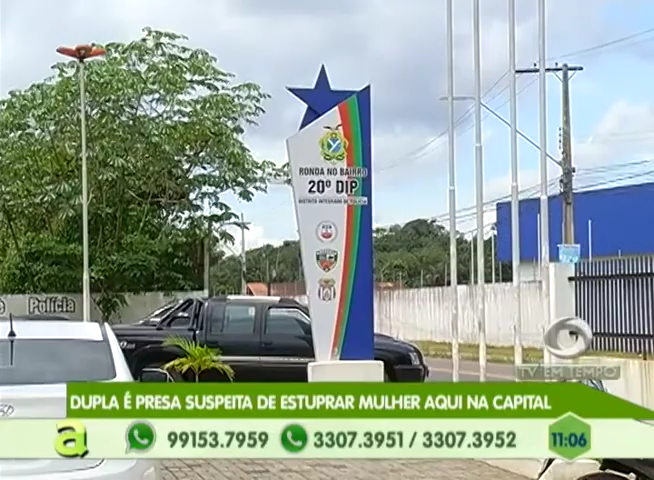 RONDA NO BAIRRO
20º DIP
DISTRITO INTEGRADO DE POLÍCIA
e Polícia
TV EM TEMPO
DUPLA É PRESA SUSPEITA DE ESTUPRAR MULHER AQUI NA CAPITAL
a 99153.7959 3307.3951 / 3307.3952 11:06